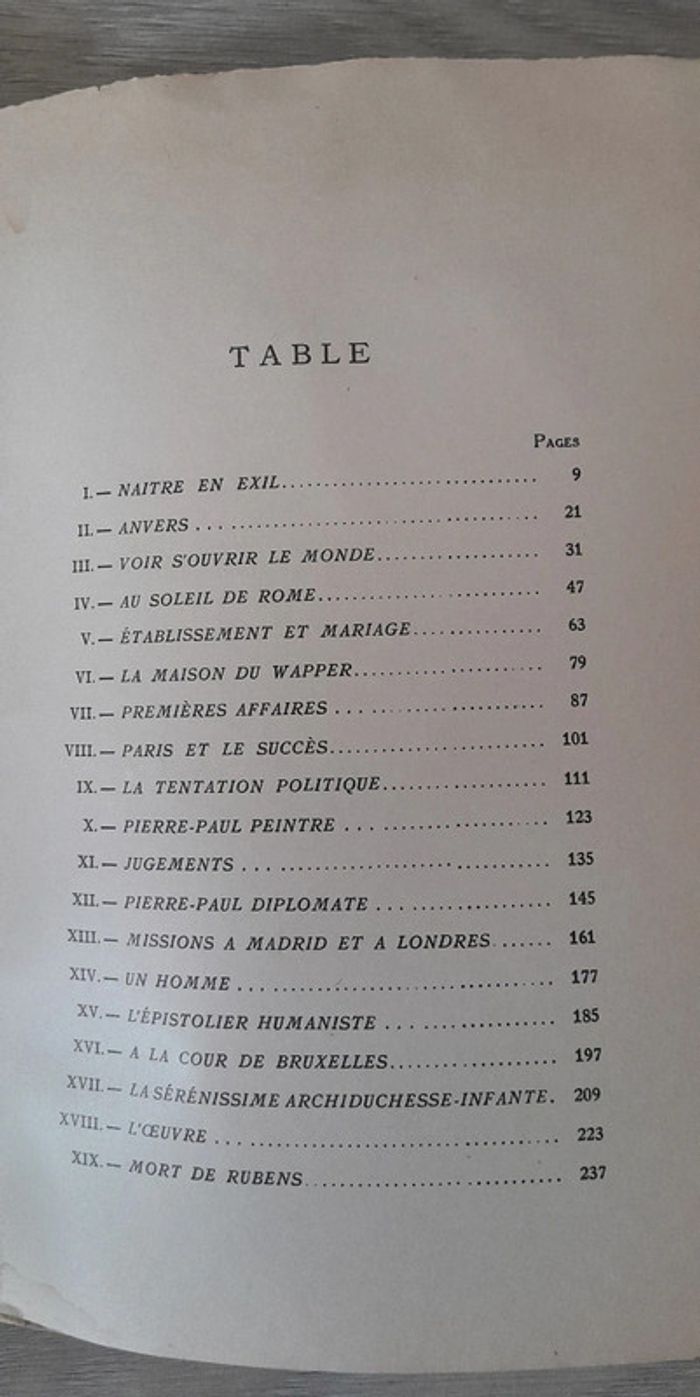 TABLE
PAGES
I.— NAITRE EN EXIL.............................. 9
II.— ANVERS .................................... 21
III.— VOIR S'OUVRIR LE MONDE.................... 31
IV.— AU SOLEIL DE ROME.......................... 47
V.— ÉTABLISSEMENT ET MARIAGE................ 63
VI.— LA MAISON DU WAPPER...................... 79
VII.— PREMIÈRES AFFAIRES ........................ 87
VIII.— PARIS ET LE SUCCÈS........................ 101
IX.— LA TENTATION POLITIQUE.................... 111
X.— PIERRE-PAUL PEINTRE ........................ 123
XI.— JUGEMENTS .................................. 135
XII.— PIERRE-PAUL DIPLOMATE .................... 145
XIII.— MISSIONS A MADRID ET A LONDRES....... 161
XIV.— UN HOMME .................................. 177
XV.— L'ÉPISTOLIER HUMANISTE .................... 185
XVI.— A LA COUR DE BRUXELLES.................... 197
XVII.— LA SÉRÉNISSIME ARCHIDUCHESSE-INFANTE. 209
XVIII.— L'ŒUVRE .................................. 223
XIX.— MORT DE RUBENS............................ 237